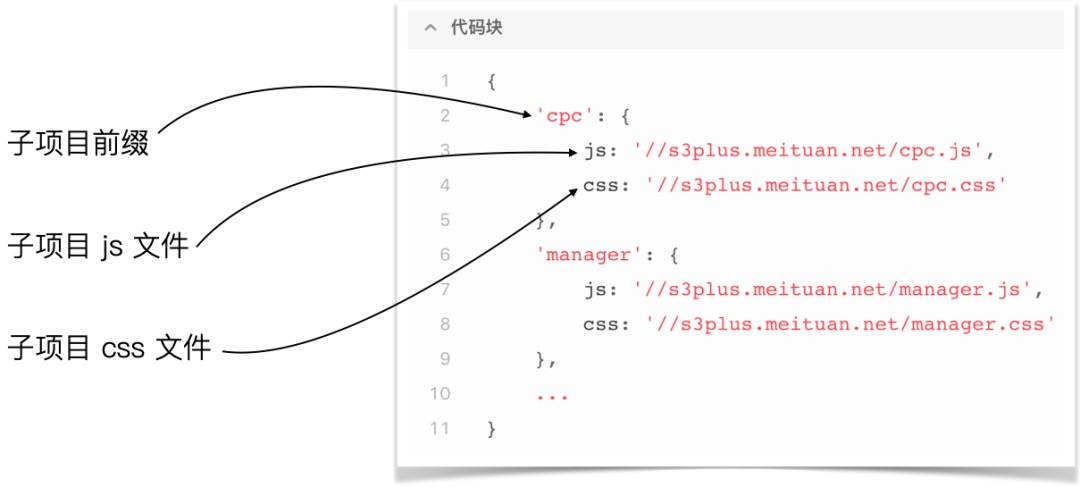 代码块
1 {
子项目前缀
2 'cpc': {
3 js: '//s3plus.meituan.net/cpc.js',
4 css: '//s3plus.meituan.net/cpc.css'
5 },
子项目 js 文件
6 'manager': {
7 js: '//s3plus.meituan.net/manager.js',
8 css: '//s3plus.meituan.net/manager.css'
子项目 css 文件
9 },
10 ...
11 }